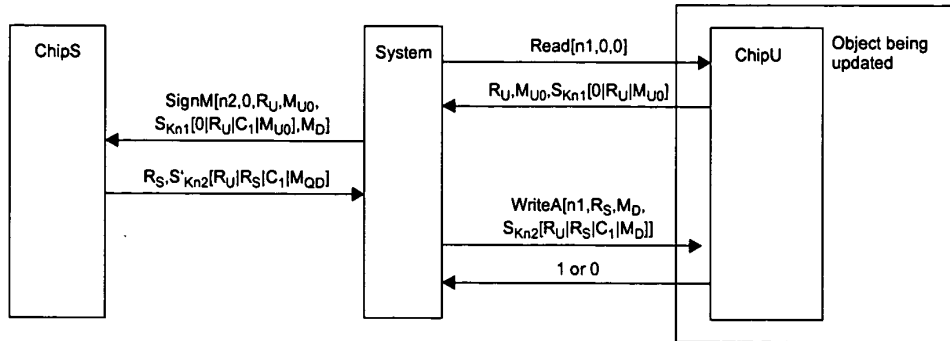 ChipS
System
ChipU
Object being
updated
Read[n1,0,0]
R_U,M_U0,S_Kn1[0|R_U|M_U0]
SignM[n2,0,R_U,M_U0,
S_Kn1[0|R_U|C_1|M_U0],M_D]
R_S,S'_Kn2[R_U|R_S|C_1|M_QD]
WriteA[n1,R_S,M_D,
S_Kn2[R_U|R_S|C_1|M_D]]
1 or 0